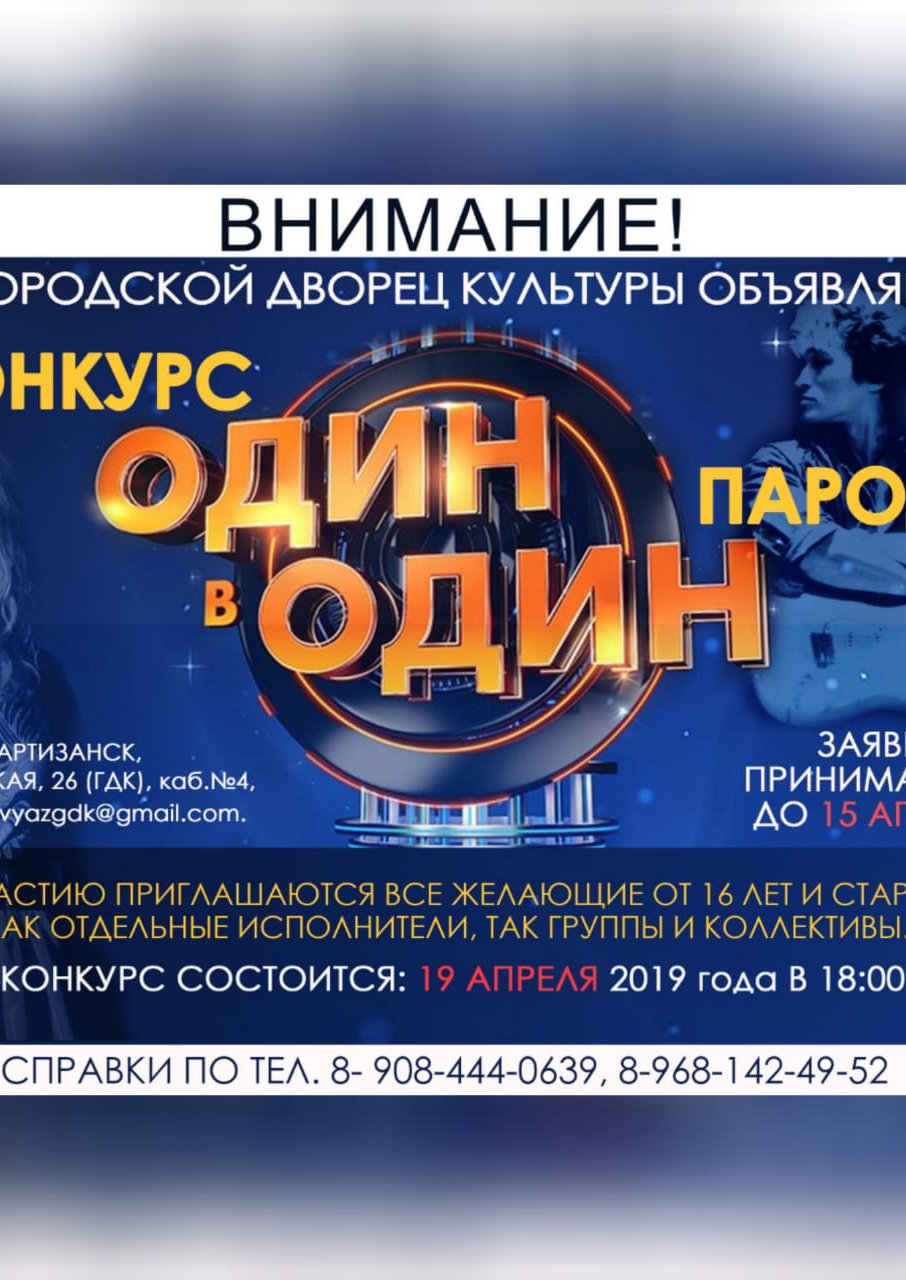 ВНИМАНИЕ!
ОРОДСКОЙ ДВОРЕЦ КУЛЬТУРЫ ОБЪЯВЛЯ
ОНКУРС
ОДИН
В ОДИН
ПАРО
АРТИЗАНСК,
КАЯ, 26 (ГДК), каб.№4,
vyazgdk@gmail.com.
ЗАЯВ
ПРИНИМА
ДО 15 АП
АСТИЮ ПРИГЛАШАЮТСЯ ВСЕ ЖЕЛАЮЩИЕ ОТ 16 ЛЕТ И СТАР
АК ОТДЕЛЬНЫЕ ИСПОЛНИТЕЛИ, ТАК ГРУППЫ И КОЛЛЕКТИВЫ.
КОНКУРС СОСТОИТСЯ: 19 АПРЕЛЯ 2019 года В 18:00
СПРАВКИ ПО ТЕЛ. 8- 908-444-0639, 8-968-142-49-52